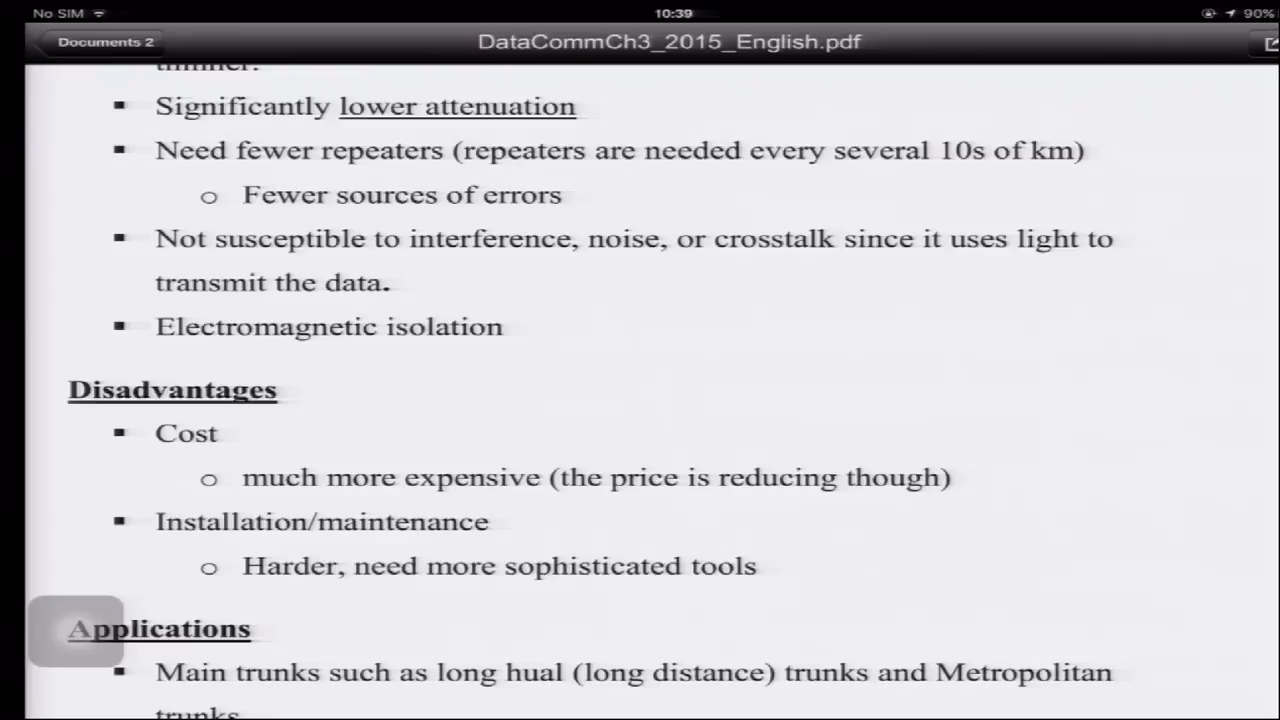 No SIM 10:39 90%
Documents 2 DataCommCh3_2015_English.pdf
thinner.
▪ Significantly lower attenuation
▪ Need fewer repeaters (repeaters are needed every several 10s of km)
o Fewer sources of errors
▪ Not susceptible to interference, noise, or crosstalk since it uses light to
transmit the data.
▪ Electromagnetic isolation
Disadvantages
▪ Cost
o much more expensive (the price is reducing though)
▪ Installation/maintenance
o Harder, need more sophisticated tools
Applications
▪ Main trunks such as long hual (long distance) trunks and Metropolitan
trunks